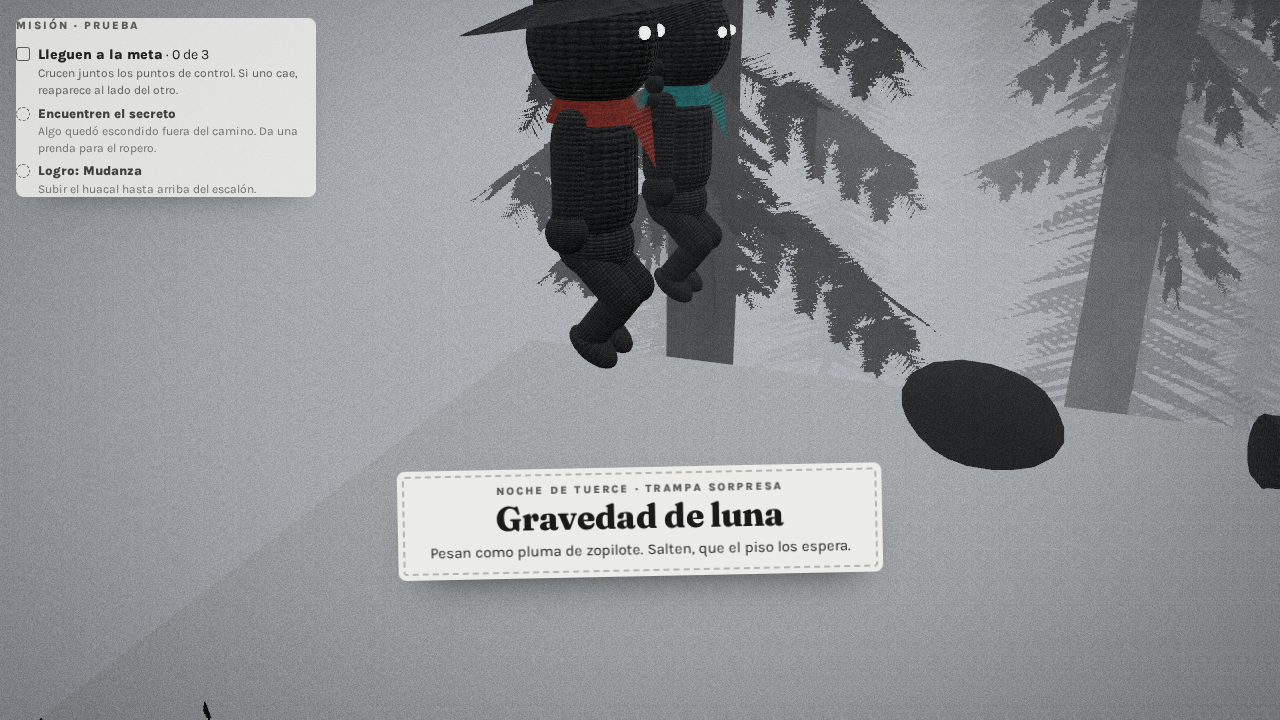 MISIÓN · PRUEBA
Lleguen a la meta · 0 de 3
Crucen juntos los puntos de control. Si uno cae,
reaparece al lado del otro.
Encuentren el secreto
Algo quedó escondido fuera del camino. Da una
prenda para el ropero.
Logro: Mudanza
Subir el huacal hasta arriba del escalón.
NOCHE DE TUERCE · TRAMPA SORPRESA
Gravedad de luna
Pesan como pluma de zopilote. Salten, que el piso los espera.